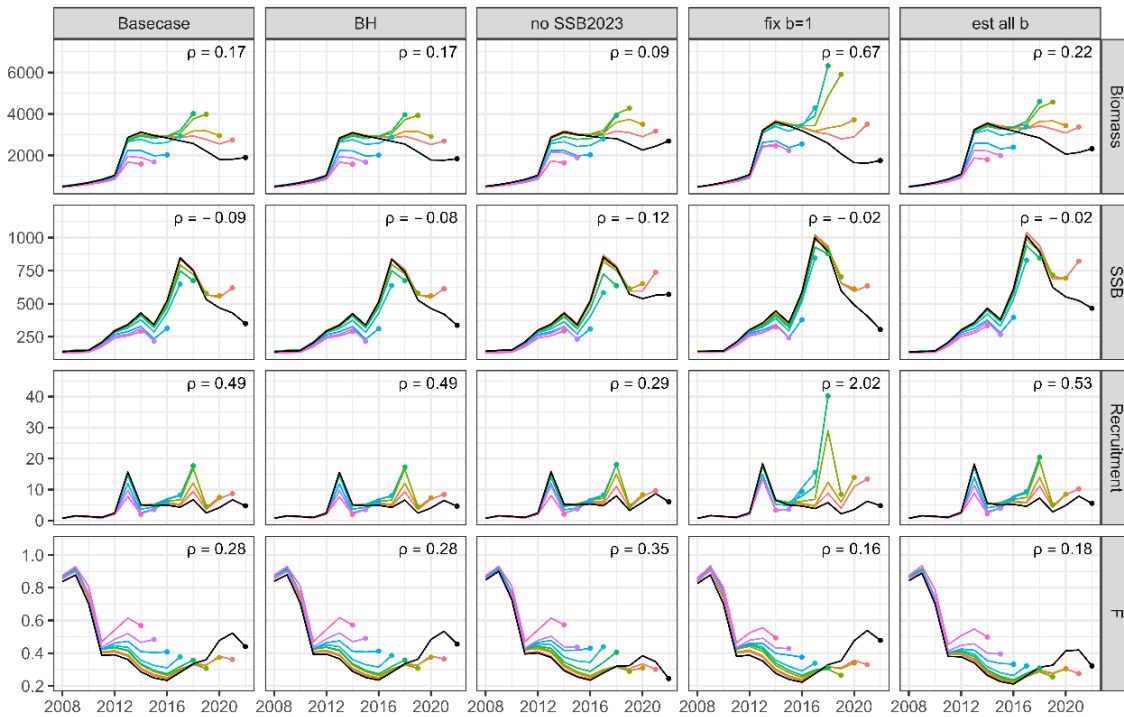 Basecase BH no SSB2023 fix b=1 est all b
ρ = 0.17 ρ = 0.17 ρ = 0.09 ρ = 0.67 ρ = 0.22
6000
4000
2000
Biomass
ρ = −0.09 ρ = −0.08 ρ = −0.12 ρ = −0.02 ρ = −0.02
1000
750
500
250
SSB
ρ = 0.49 ρ = 0.49 ρ = 0.29 ρ = 2.02 ρ = 0.53
40
30
20
10
0
Recruitment
ρ = 0.28 ρ = 0.28 ρ = 0.35 ρ = 0.16 ρ = 0.18
1.0
0.8
0.6
0.4
0.2
F
2008 2012 2016 2020 2008 2012 2016 2020 2008 2012 2016 2020 2008 2012 2016 2020 2008 2012 2016 2020